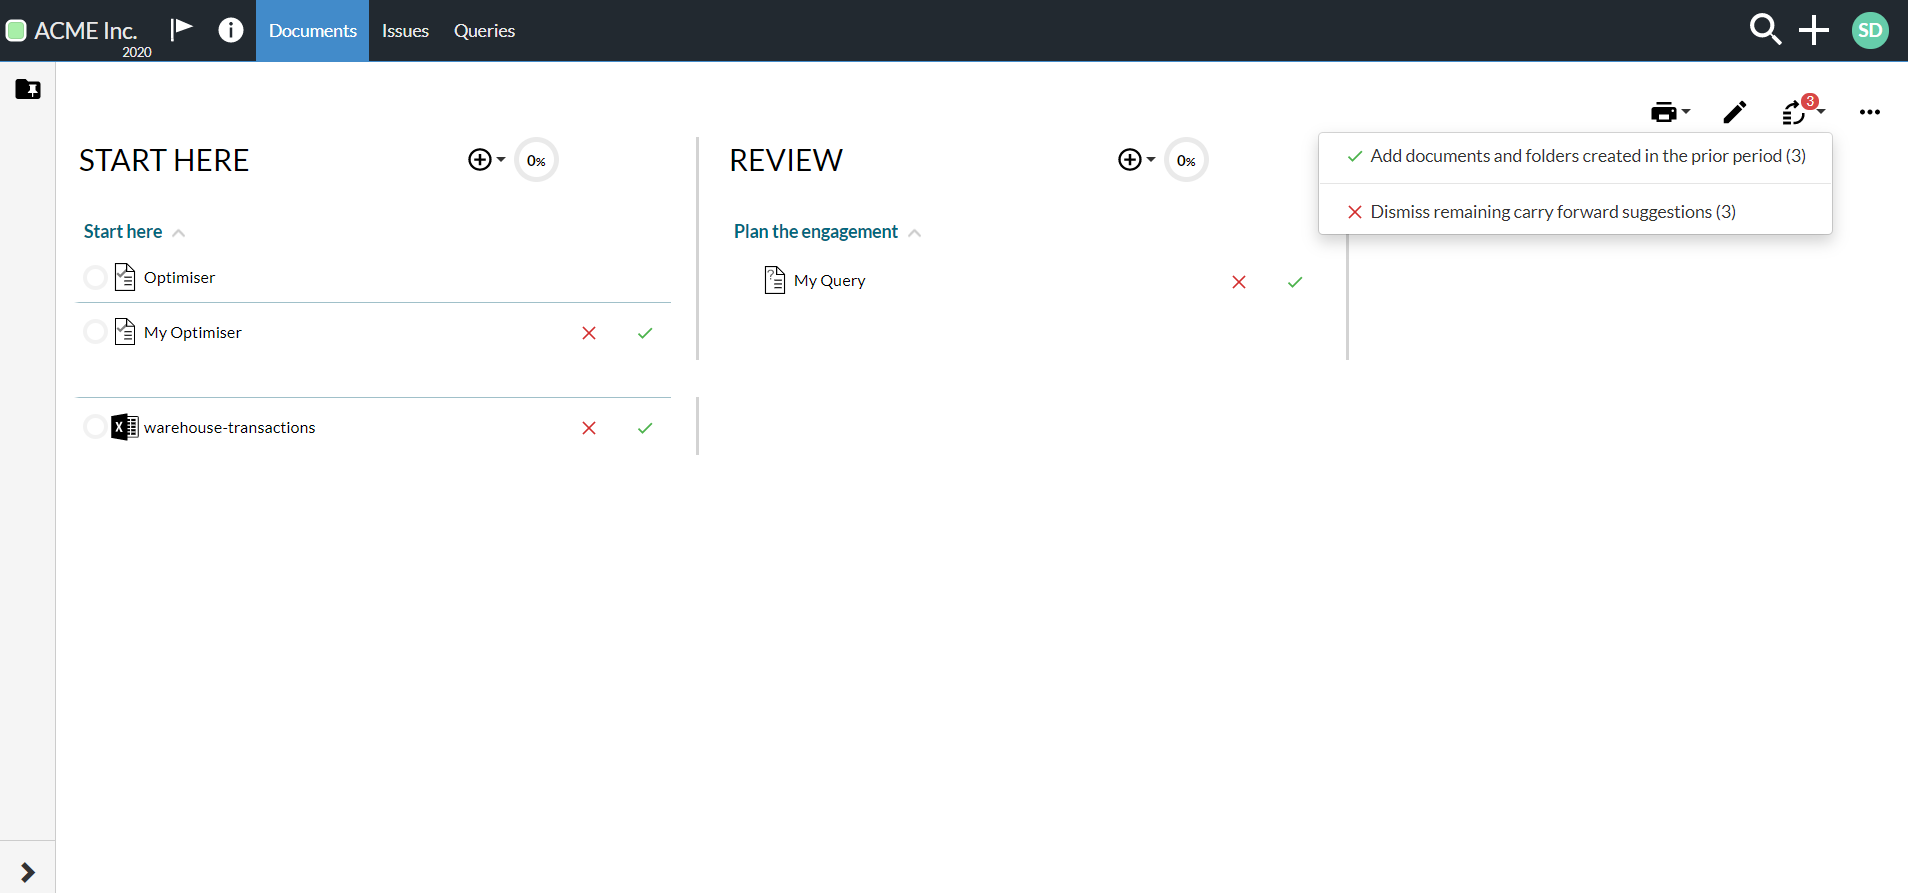 ACME Inc.
2020
Documents
Issues
Queries
SD
3
START HERE
0%
REVIEW
0%
Add documents and folders created in the prior period (3)
Dismiss remaining carry forward suggestions (3)
Start here
Plan the engagement
Optimiser
My Query
My Optimiser
warehouse-transactions